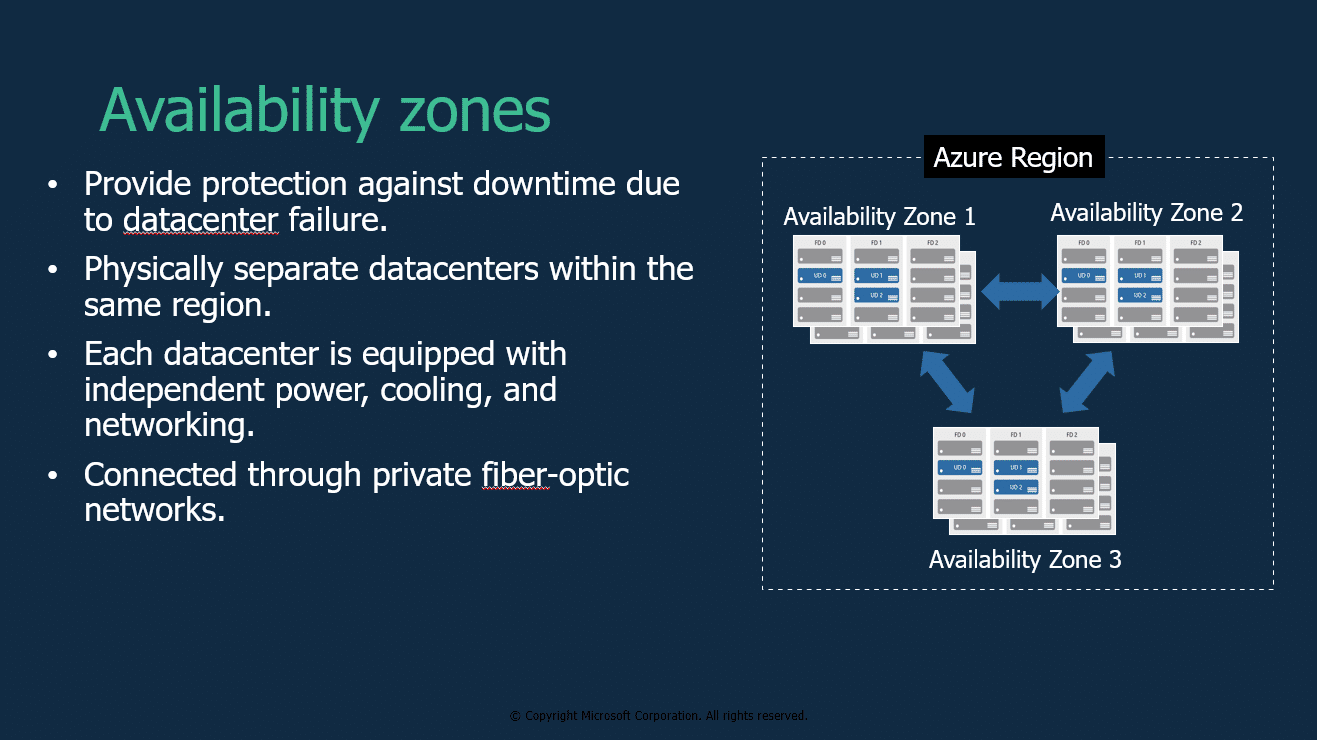 Availability zones
• Provide protection against downtime due
to datacenter failure.
• Physically separate datacenters within the
same region.
• Each datacenter is equipped with
independent power, cooling, and
networking.
• Connected through private fiber-optic
networks.
Azure Region
Availability Zone 1
Availability Zone 2
FD 0 FD 1 FD 2
UD 0 UD 1
UD 2
FD 0 FD 1 FD 2
UD 0 UD 1
UD 2
FD 0 FD 1 FD 2
UD 0 UD 1
UD 2
Availability Zone 3
© Copyright Microsoft Corporation. All rights reserved.